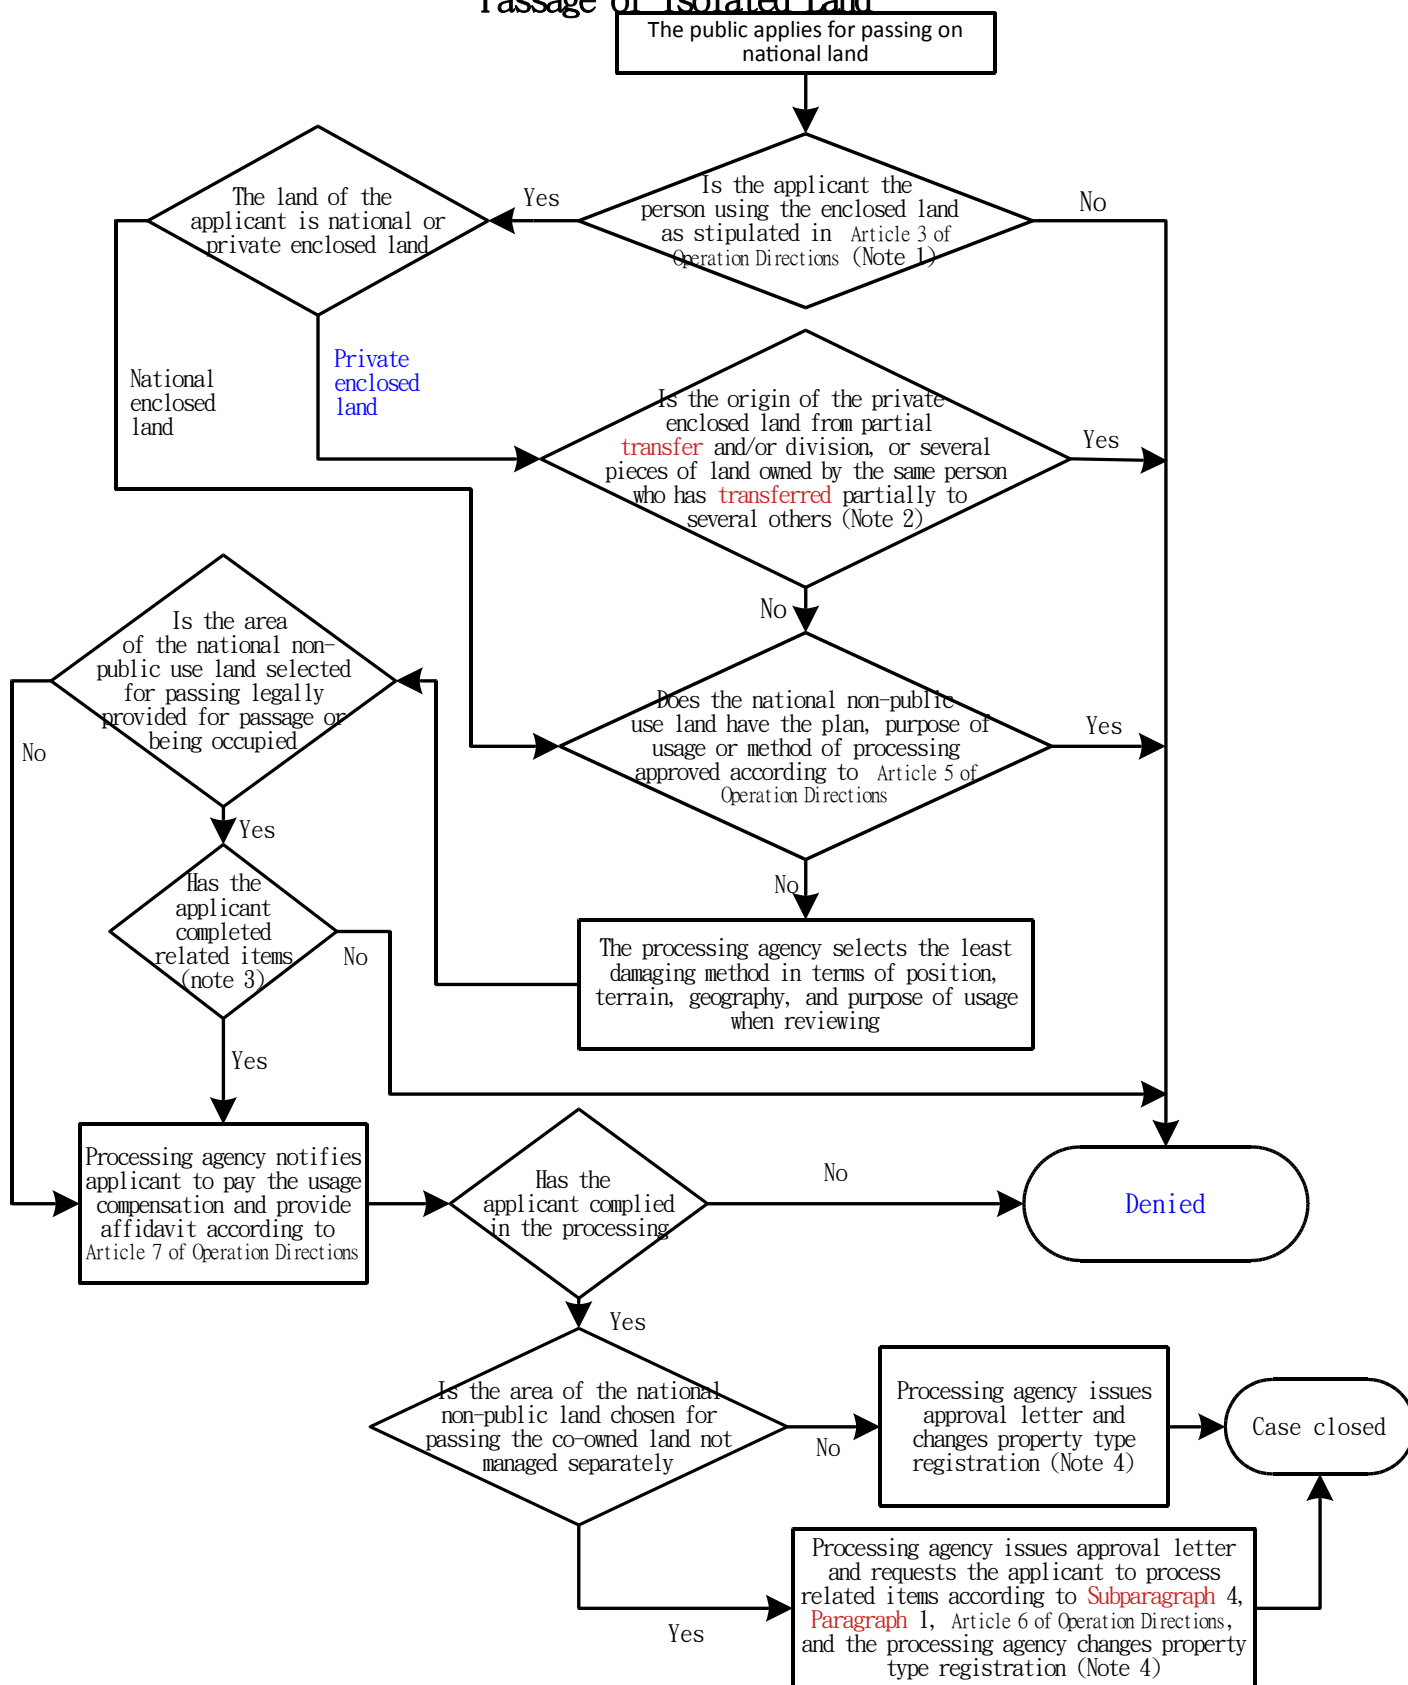 Passage of Isolated Land
The public applies for passing on
national land
Is the applicant the
person using the enclosed land
as stipulated in Article 3 of
Operation Directions (Note 1)
Yes
No
The land of the
applicant is national or
private enclosed land
National
enclosed
land
Private
enclosed
land
Is the origin of the private
enclosed land from partial
transfer and/or division, or several
pieces of land owned by the same person
who has transferred partially to
several others (Note 2)
Yes
No
Does the national non-public
use land have the plan, purpose of
usage or method of processing
approved according to Article 5 of
Operation Directions
Yes
No
The processing agency selects the least
damaging method in terms of position,
terrain, geography, and purpose of usage
when reviewing
Is the area
of the national non-
public use land selected
for passing legally
provided for passage or
being occupied
No
Yes
Has the
applicant
completed
related items
(note 3)
No
Yes
Processing agency notifies
applicant to pay the usage
compensation and provide
affidavit according to
Article 7 of Operation Directions
Has the
applicant complied
in the processing
No
Denied
Yes
Is the area of the national
non-public land chosen for
passing the co-owned land not
managed separately
No
Processing agency issues
approval letter and
changes property type
registration (Note 4)
Case closed
Yes
Processing agency issues approval letter
and requests the applicant to process
related items according to Subparagraph 4,
Paragraph 1, Article 6 of Operation Directions,
and the processing agency changes property
type registration (Note 4)